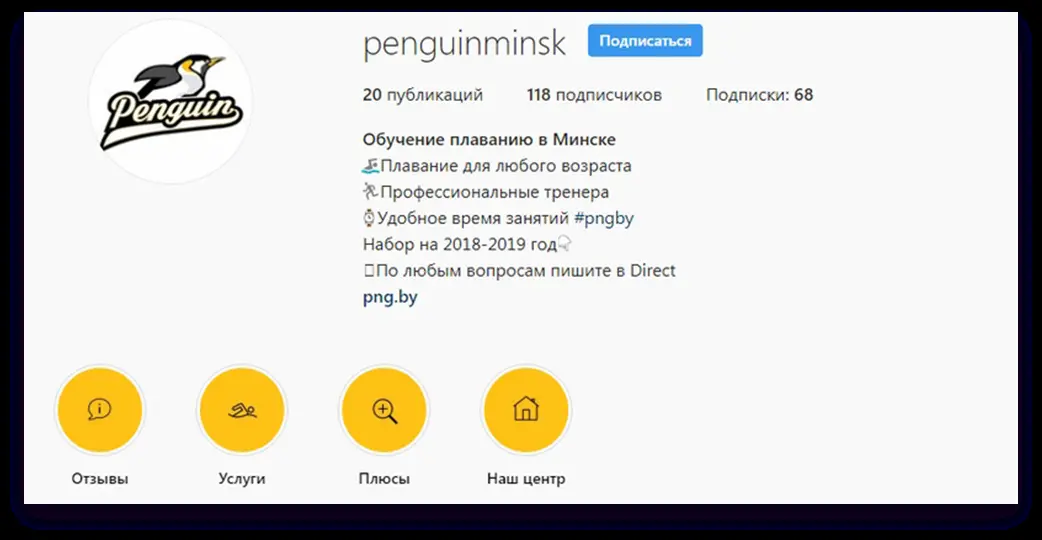 Penguin
penguinminsk Подписаться
20 публикаций 118 подписчиков Подписки: 68
Обучение плаванию в Минске
🏊Плавание для любого возраста
🏃Профессиональные тренера
⌚Удобное время занятий #pngby
Набор на 2018-2019 год👇
По любым вопросам пишите в Direct
png.by
Отзывы Услуги Плюсы Наш центр